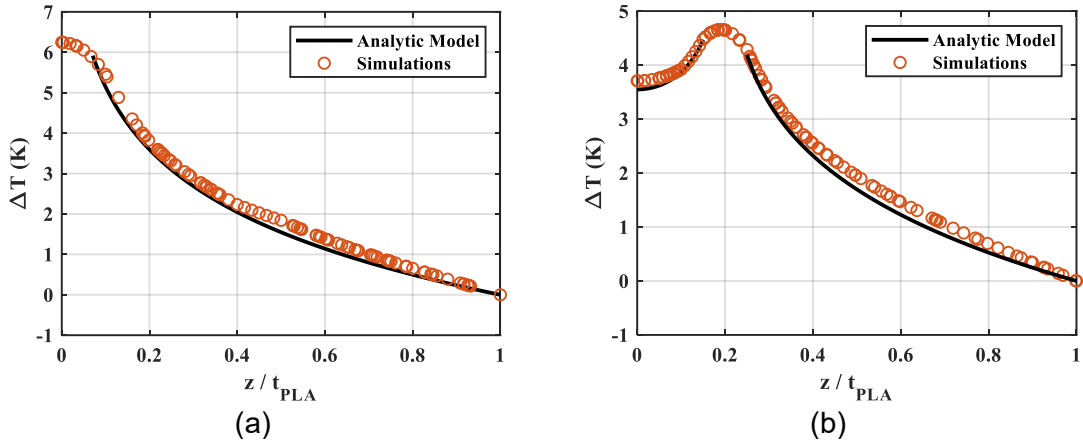 7
6
5
4
3
2
1
0
-1
ΔT (K)
Analytic Model
Simulations
0 0.2 0.4 0.6 0.8 1
z / t_PLA
(a)
5
4
3
2
1
0
-1
ΔT (K)
Analytic Model
Simulations
0 0.2 0.4 0.6 0.8 1
z / t_PLA
(b)